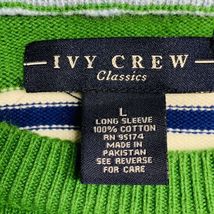 IVY CREW
Classics
L
LONG SLEEVE
100% COTTON
RN 95174
MADE IN
PAKISTAN
SEE REVERSE
FOR CARE